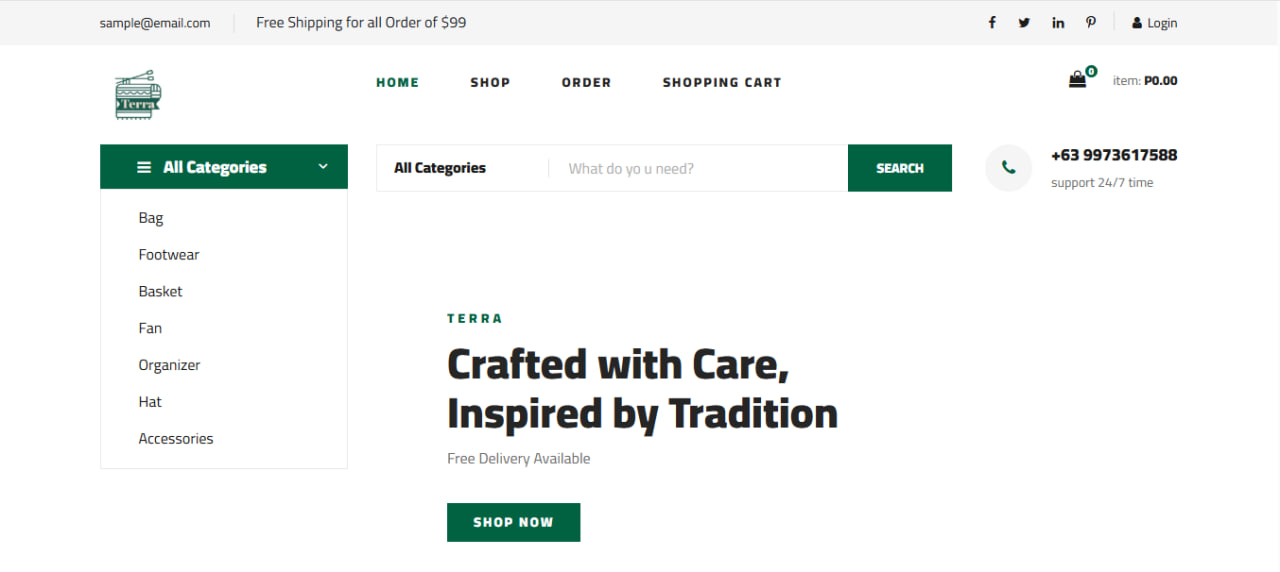 sample@email.com
Free Shipping for all Order of $99
Login
Terra
HOME
SHOP
ORDER
SHOPPING CART
0
item: P0.00
All Categories
All Categories
What do yo u need?
SEARCH
+63 9973617588
support 24/7 time
Bag
Footwear
Basket
Fan
Organizer
Hat
Accessories
TERRA
Crafted with Care,
Inspired by Tradition
Free Delivery Available
SHOP NOW